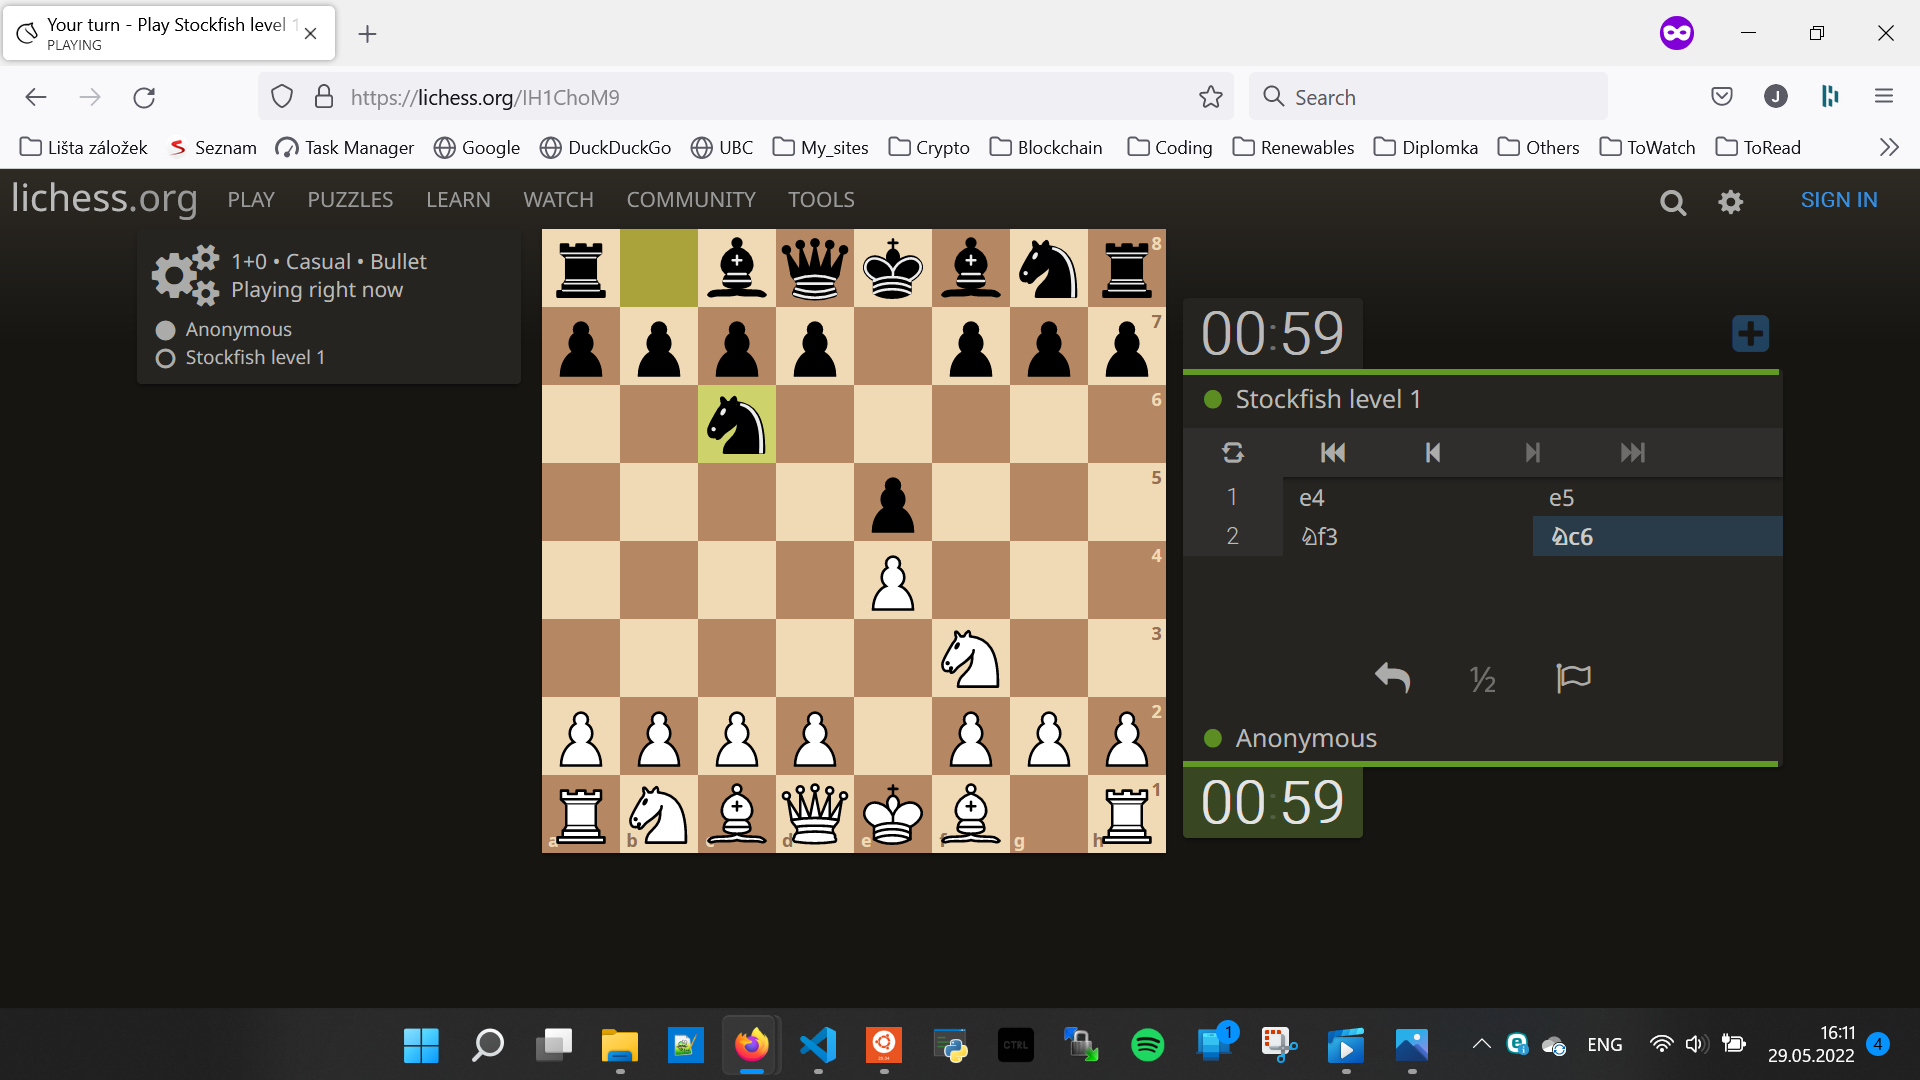 Your turn - Play Stockfish level 1
PLAYING
https://lichess.org/IH1ChoM9
Search
J
Lišta záložek
Seznam
Task Manager
Google
DuckDuckGo
UBC
My_sites
Crypto
Blockchain
Coding
Renewables
Diplomka
Others
ToWatch
ToRead
lichess.org
PLAY
PUZZLES
LEARN
WATCH
COMMUNITY
TOOLS
SIGN IN
1+0 • Casual • Bullet
Playing right now
Anonymous
Stockfish level 1
8
7
6
5
4
3
2
1
a
b
c
d
e
f
g
h
00:59
Stockfish level 1
1 e4 e5
2 ♘f3 ♘c6
½
Anonymous
00:59
CTRL
1
ENG
16:11
29.05.2022
4